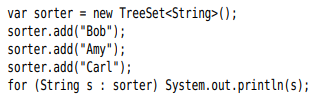 var sorter = new TreeSet<String>();
sorter.add("Bob");
sorter.add("Amy");
sorter.add("Carl");
for (String s : sorter) System.out.println(s);